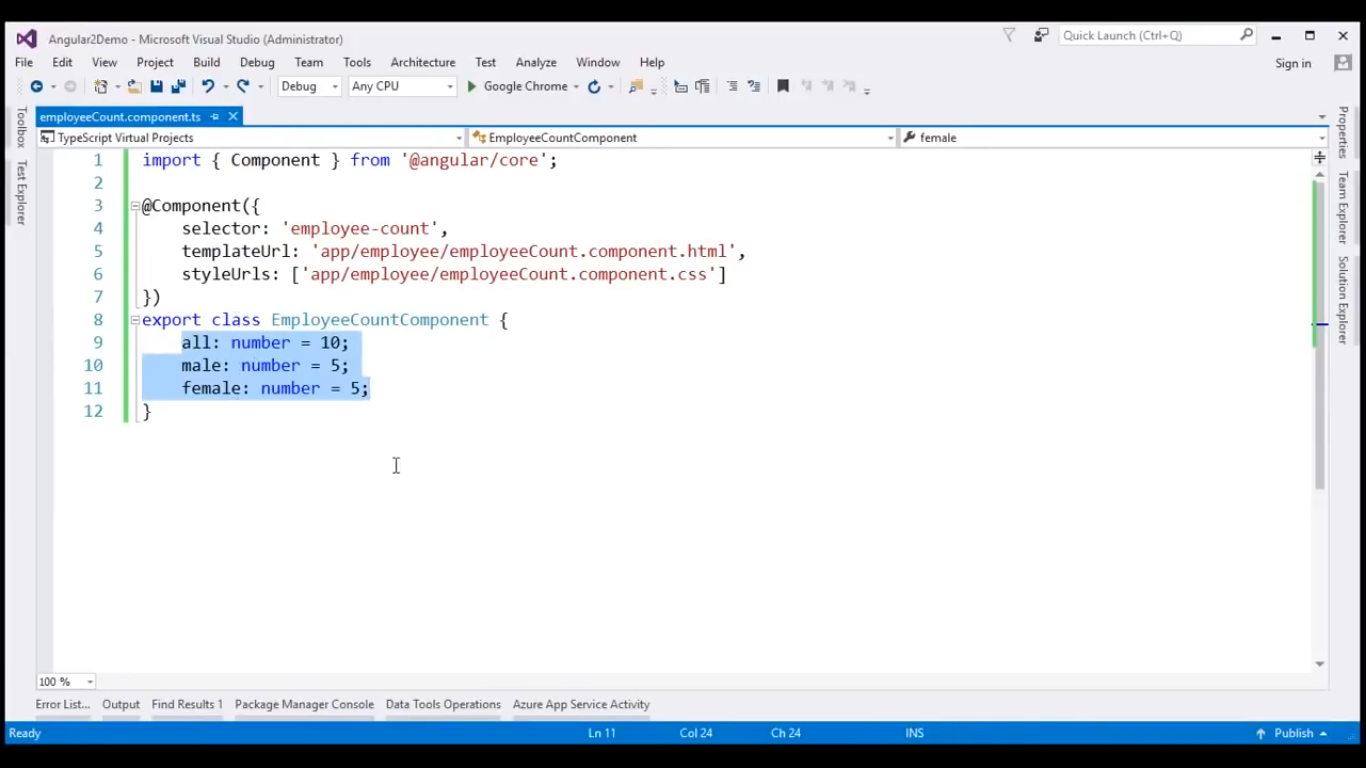 Angular2Demo - Microsoft Visual Studio (Administrator)
Quick Launch (Ctrl+Q)
File Edit View Project Build Debug Team Tools Architecture Test Analyze Window Help
Sign in
Debug Any CPU Google Chrome
employeeCount.component.ts
TypeScript Virtual Projects EmployeeCountComponent female
Toolbox
Test Explorer
1 import { Component } from '@angular/core';
2
3 @Component({
4 selector: 'employee-count',
5 templateUrl: 'app/employee/employeeCount.component.html',
6 styleUrls: ['app/employee/employeeCount.component.css']
7 })
8 export class EmployeeCountComponent {
9 all: number = 10;
10 male: number = 5;
11 female: number = 5;
12 }
Properties
Team Explorer
Solution Explorer
100 %
Error List... Output Find Results 1 Package Manager Console Data Tools Operations Azure App Service Activity
Ready Ln 11 Col 24 Ch 24 INS Publish